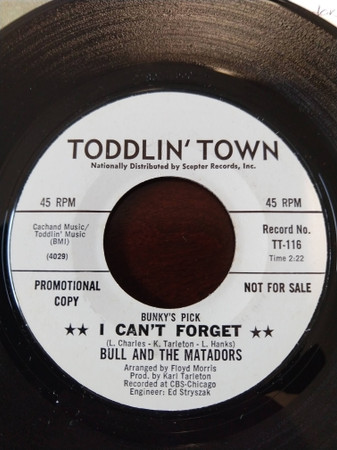 TODDLIN' TOWN
Nationally Distributed by Scepter Records, Inc.
45 RPM
45 RPM
Cachand Music/
Toddlin' Music
(BMI)
(4029)
Record No.
TT-116
Time 2:22
PROMOTIONAL
COPY
NOT FOR SALE
BUNKY'S PICK
★★ I CAN'T FORGET ★★
(L. Charles - K. Tarleton - L. Hanks)
BULL AND THE MATADORS
Arranged by Floyd Morris
Prod. by Karl Tarleton
Recorded at CBS-Chicago
Engineer: Ed Stryszak